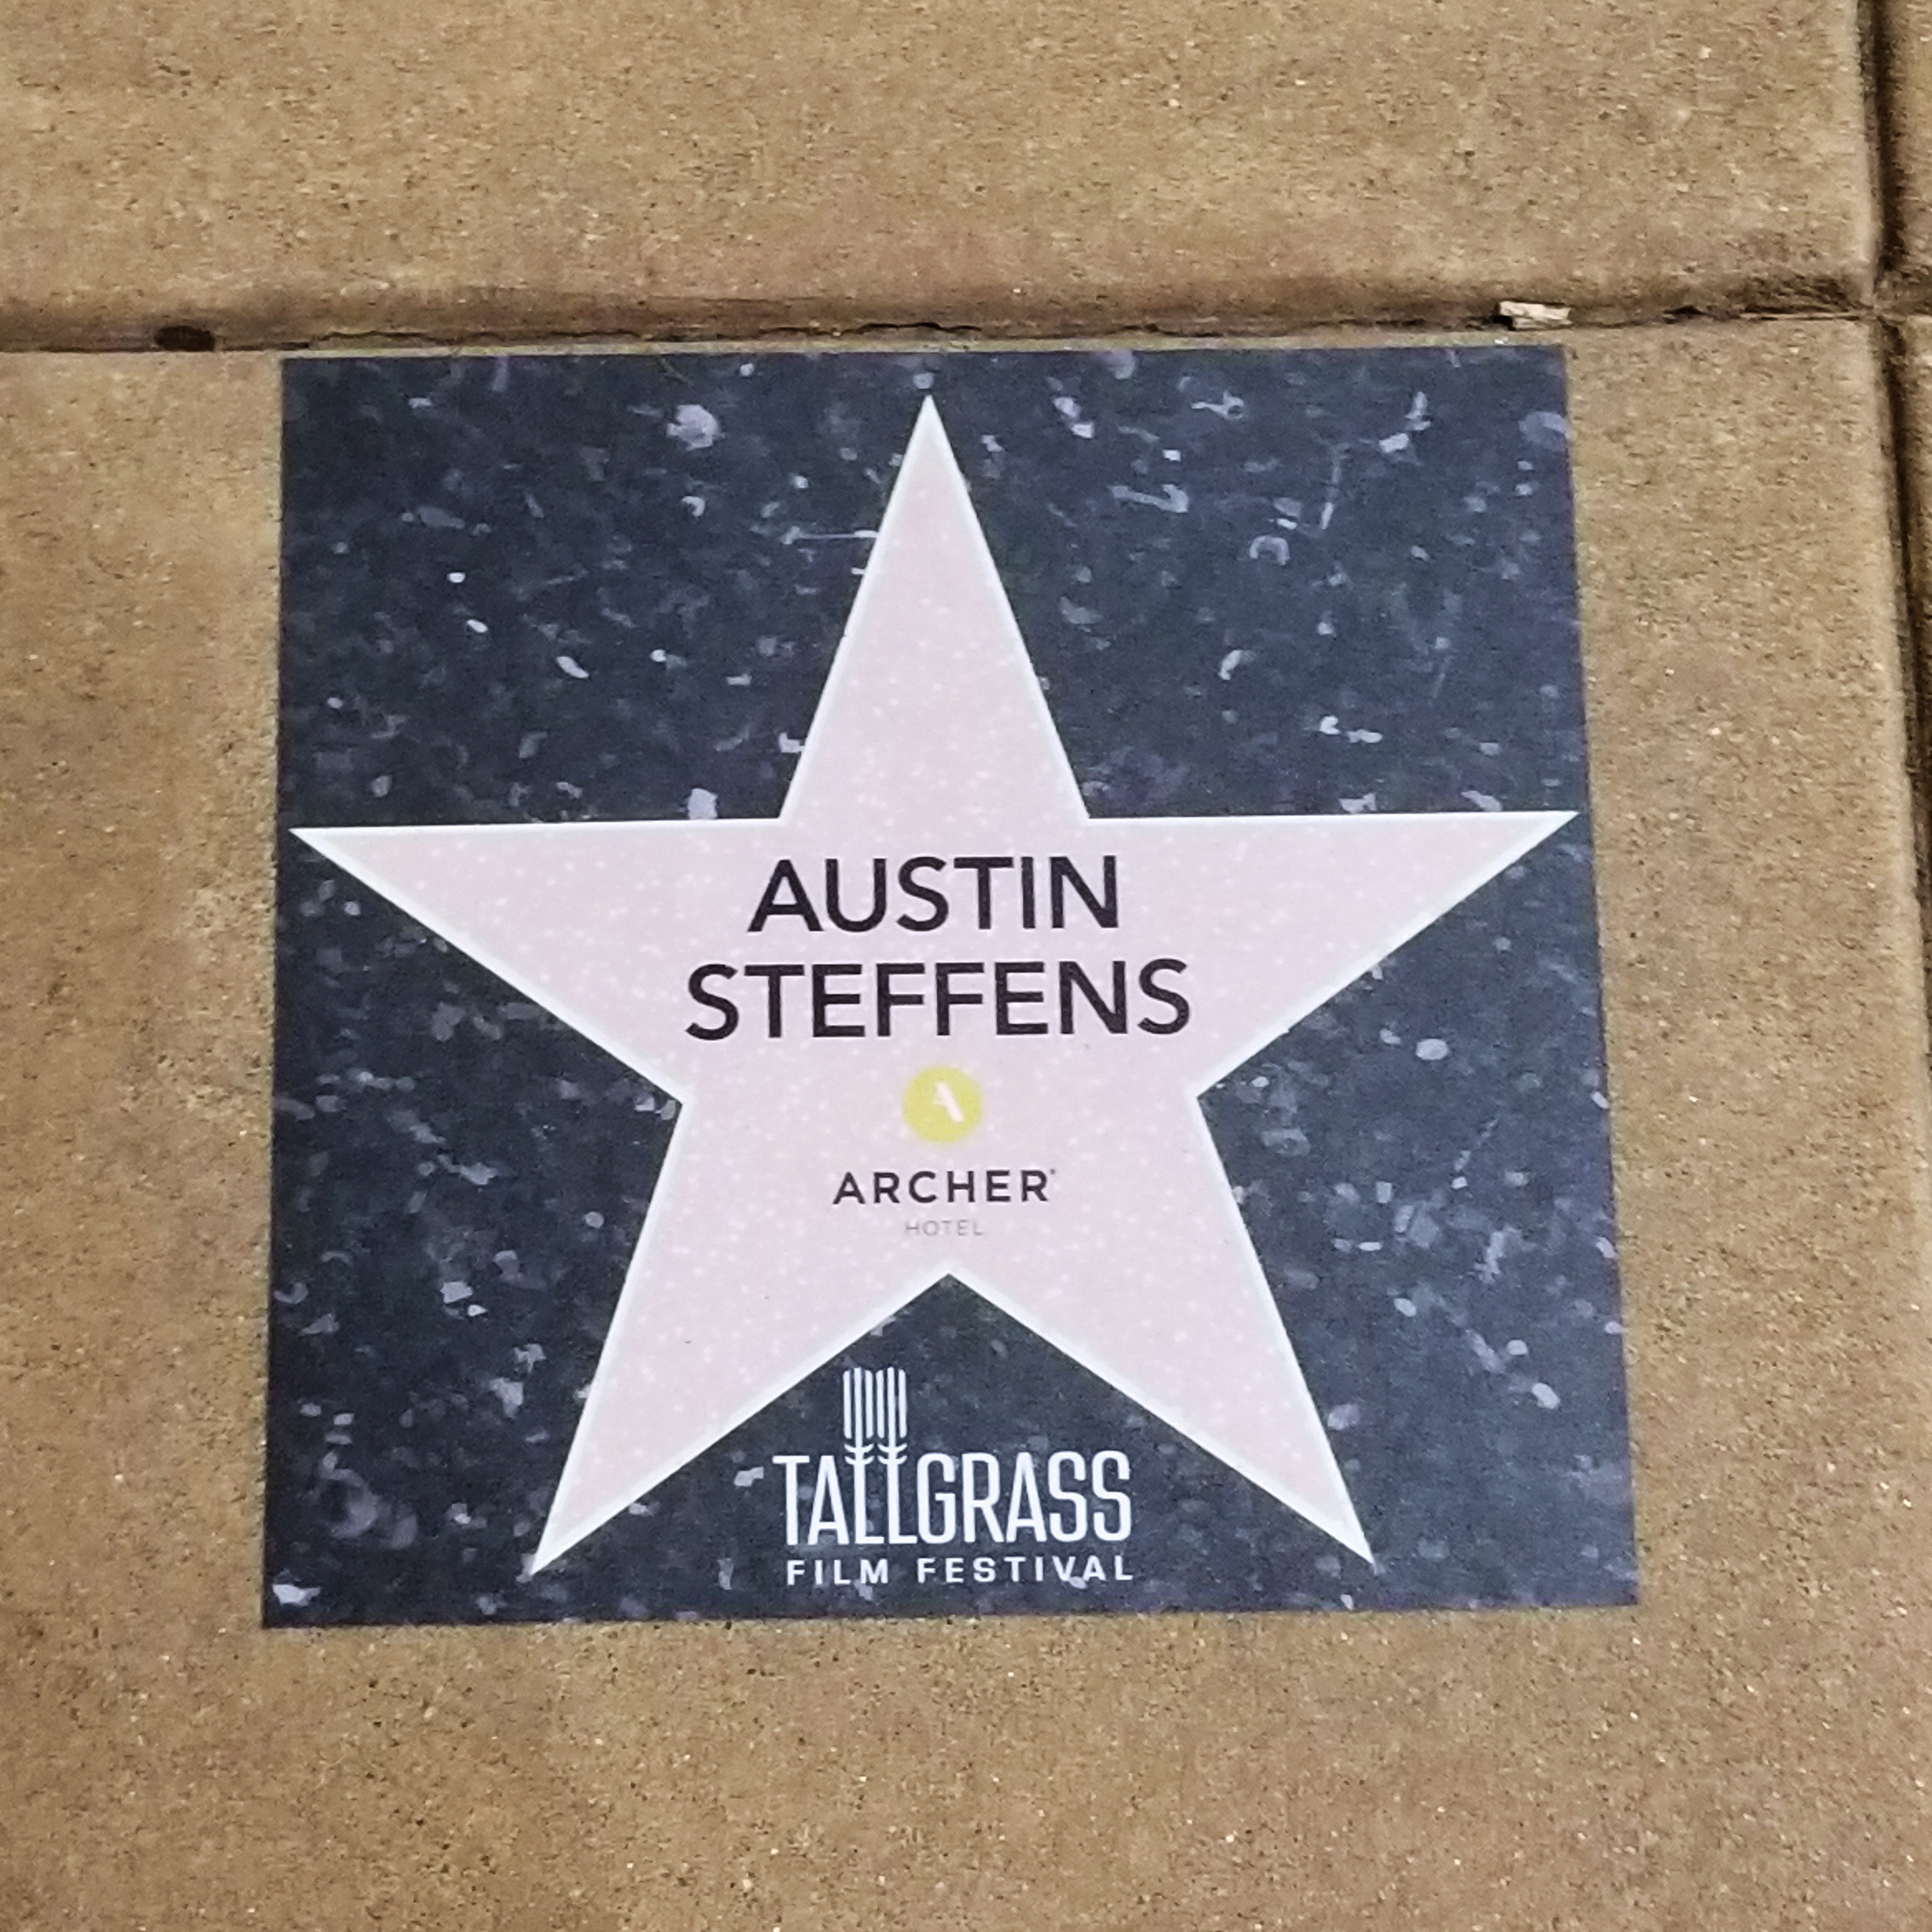 AUSTIN
STEFFENS
A
ARCHER®
HOTEL
TALLGRASS
FILM FESTIVAL